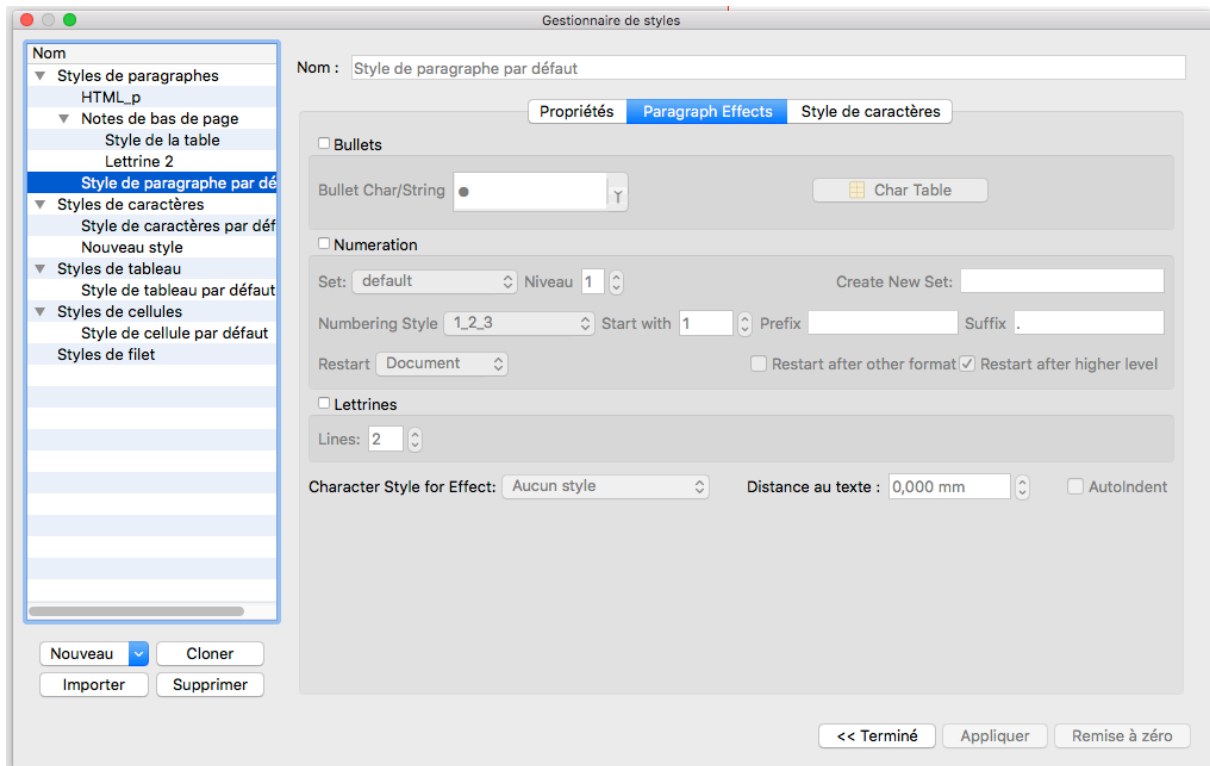 Gestionnaire de styles
Nom
Styles de paragraphes
HTML_p
Notes de bas de page
Style de la table
Lettrine 2
Style de paragraphe par dé
Styles de caractères
Style de caractères par déf
Nouveau style
Styles de tableau
Style de tableau par défaut
Styles de cellules
Style de cellule par défaut
Styles de filet
Nouveau Cloner
Importer Supprimer
Nom : Style de paragraphe par défaut
Propriétés Paragraph Effects Style de caractères
Bullets
Bullet Char/String ● Char Table
Numeration
Set: default Niveau 1 Create New Set:
Numbering Style 1_2_3 Start with 1 Prefix Suffix .
Restart Document Restart after other format Restart after higher level
Lettrines
Lines: 2
Character Style for Effect: Aucun style Distance au texte : 0,000 mm AutoIndent
<< Terminé Appliquer Remise à zéro